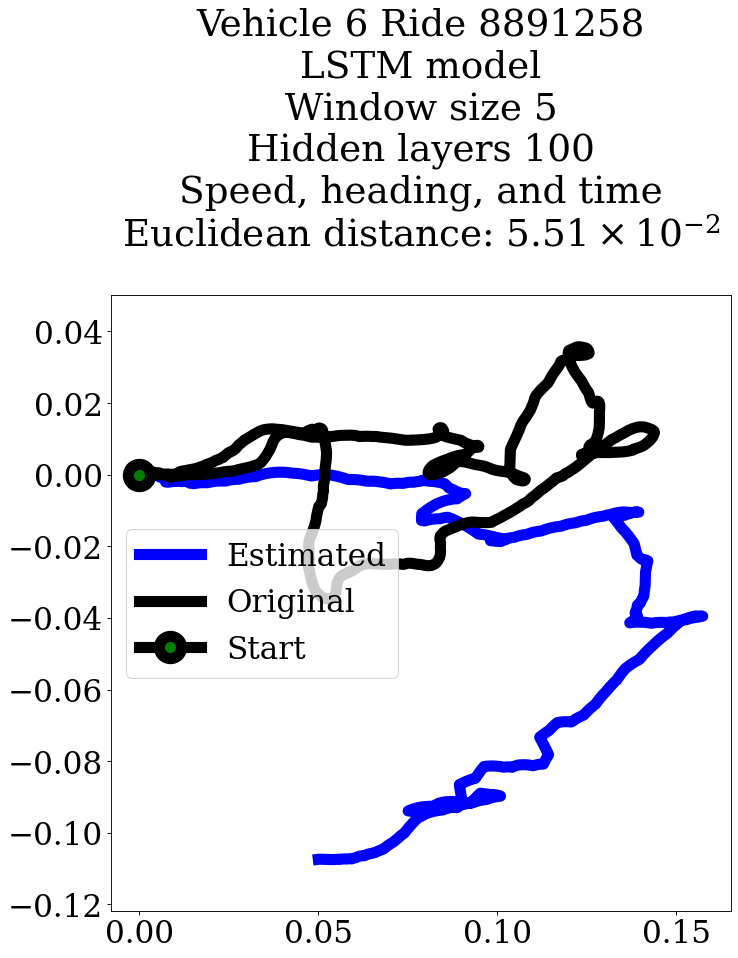 Vehicle 6 Ride 8891258
LSTM model
Window size 5
Hidden layers 100
Speed, heading, and time
Euclidean distance: 5.51 × 10⁻²
0.04
0.02
0.00
−0.02
−0.04
−0.06
−0.08
−0.10
−0.12
Estimated
Original
Start
0.00 0.05 0.10 0.15